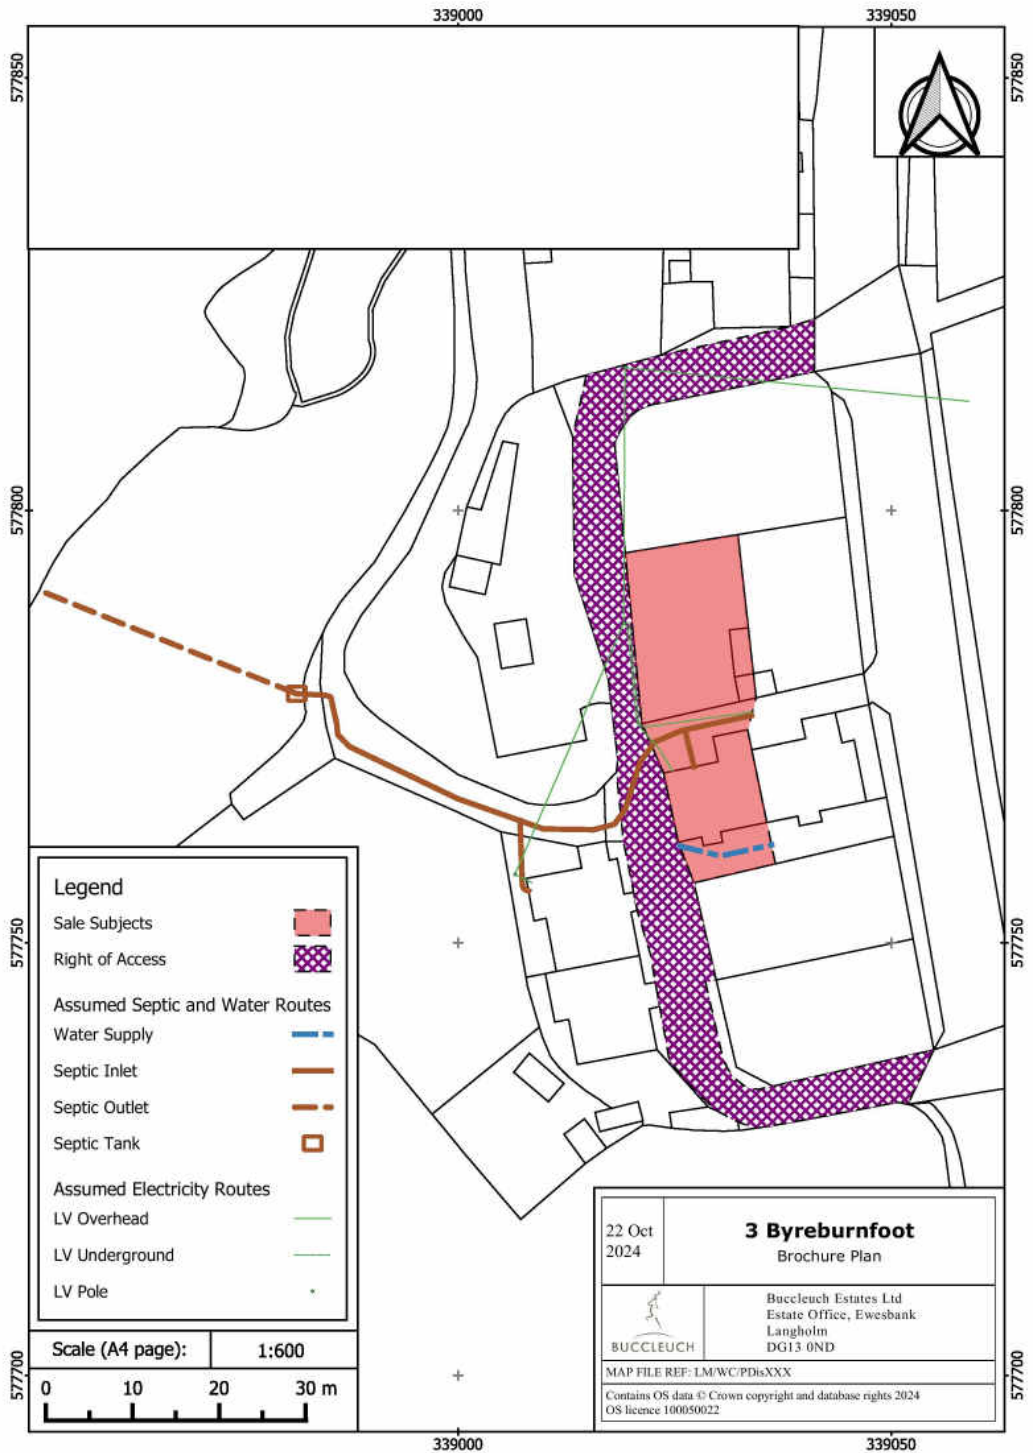 339000
339050
577850
577850
577800
577800
577750
577750
577700
577700
339000
339050
Legend
Sale Subjects
Right of Access
Assumed Septic and Water Routes
Water Supply
Septic Inlet
Septic Outlet
Septic Tank
Assumed Electricity Routes
LV Overhead
LV Underground
LV Pole
Scale (A4 page):
1:600
0 10 20 30 m
22 Oct
2024
3 Byreburnfoot
Brochure Plan
BUCCLEUCH
Buccleuch Estates Ltd
Estate Office, Ewesbank
Langholm
DG13 0ND
MAP FILE REF: LM/WC/PDisXXX
Contains OS data © Crown copyright and database rights 2024
OS licence 100050022